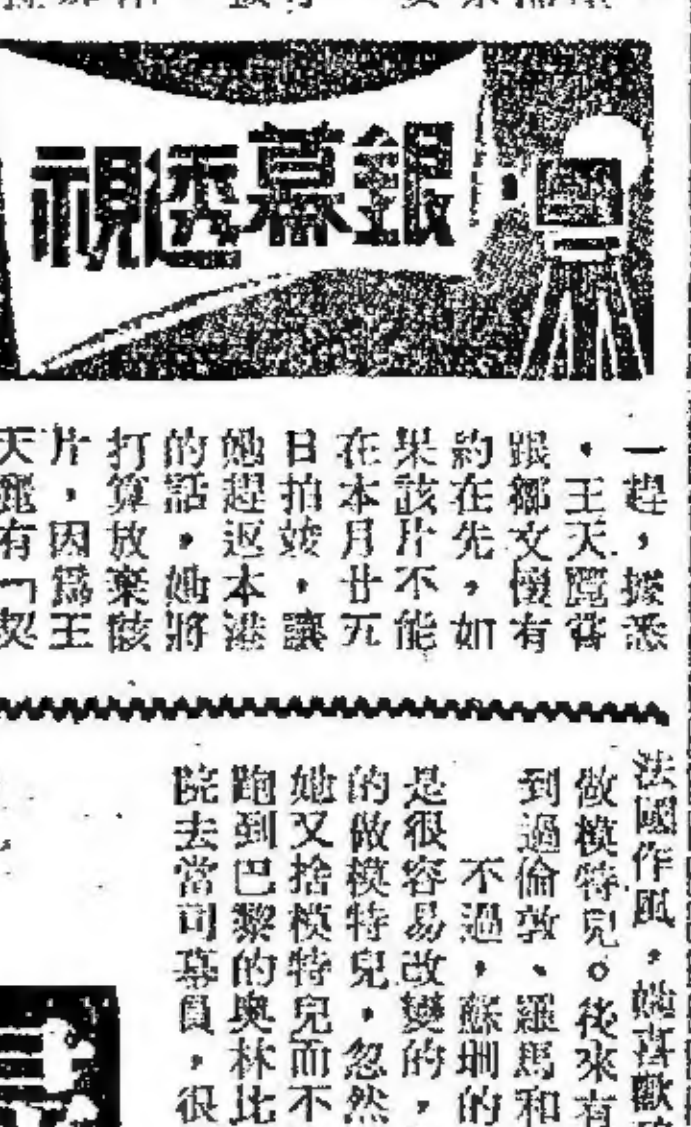 銀幕透視
一趕，據悉
，王天麗曾
跟鄒文懷有
約在先，如
果該片不能
在本月廿五
日拍竣，讓
她趕返本港
的話，她將
打算放棄該
片，因爲王
天麗有「契
法國作風，她喜歡
做模特兒。後來有
到過倫敦、羅馬和
不過，蘇珊的
是很容易改變的，
的做模特兒，忽然
她又捨模特兒而不
跑到巴黎的奧林比
院去當司幕員，很